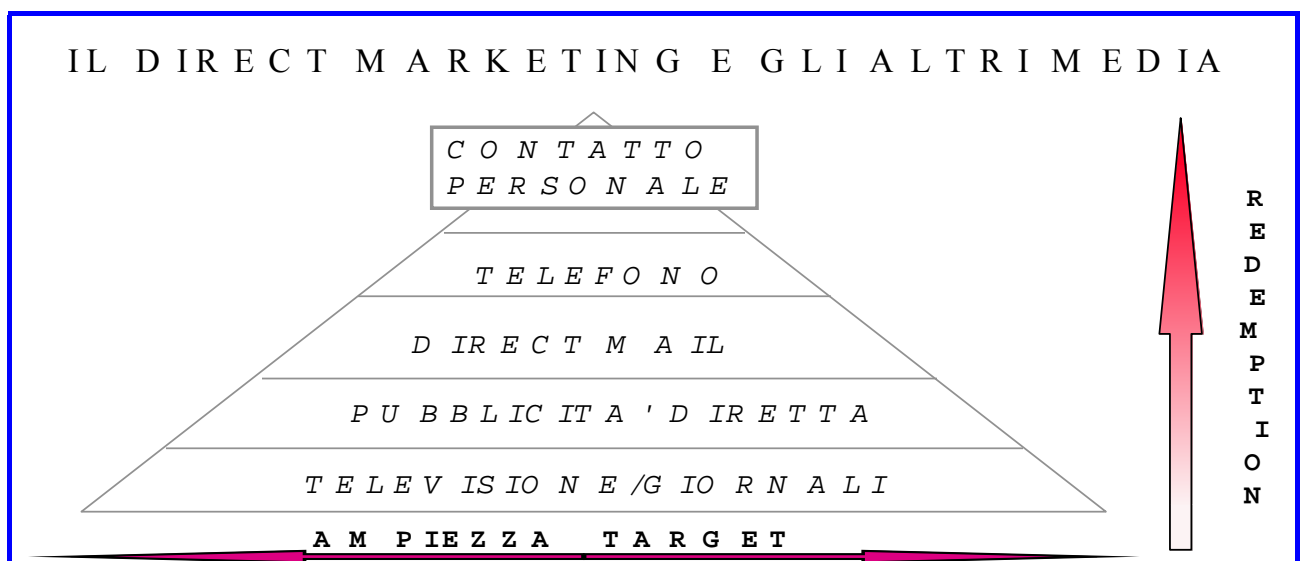 IL DIRECT MARKETING E GLI ALTRI MEDIA
CONTATTO
PERSONALE
TELEFONO
DIRECT MAIL
PUBBLICITA' DIRETTA
TELEVISIONE/GIORNALI
AMPIEZZA TARGET
REDEMPTION